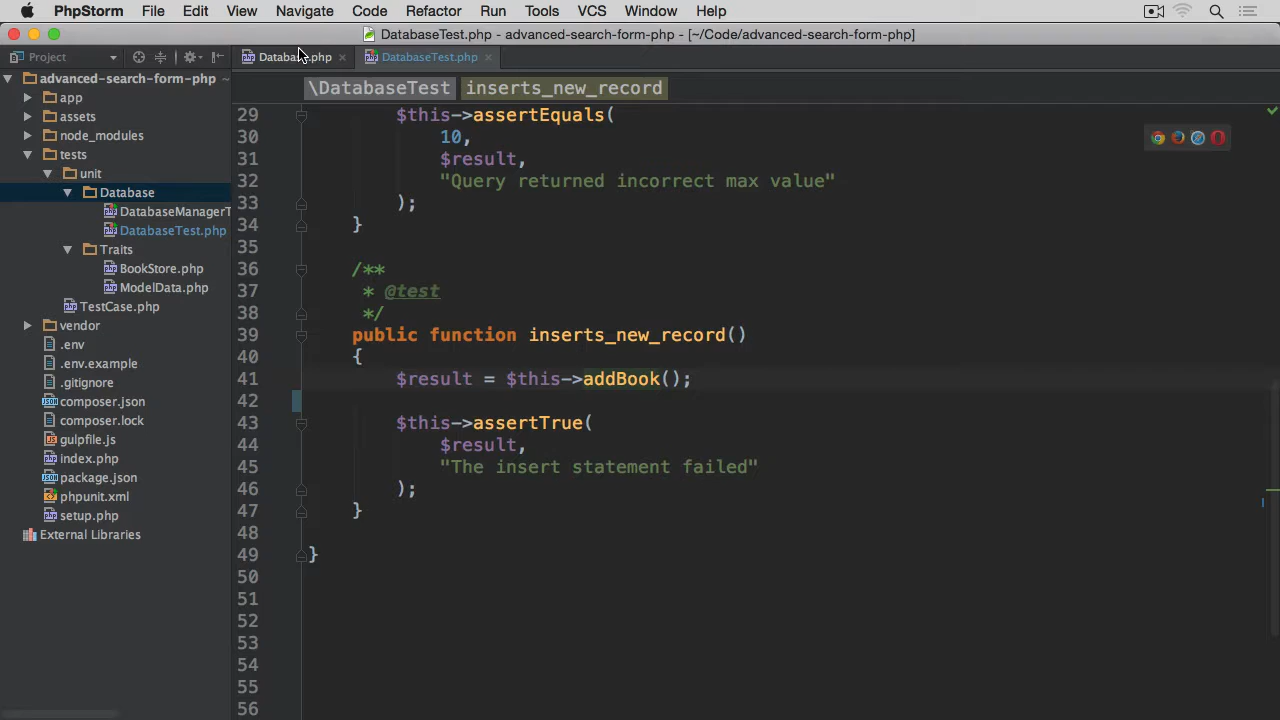 PhpStorm File Edit View Navigate Code Refactor Run Tools VCS Window Help
DatabaseTest.php - advanced-search-form-php - [~/Code/advanced-search-form-php]
Project
Database.php
DatabaseTest.php
advanced-search-form-php
app
assets
node_modules
tests
unit
Database
DatabaseManagerT
DatabaseTest.php
Traits
BookStore.php
ModelData.php
TestCase.php
vendor
.env
.env.example
.gitignore
composer.json
composer.lock
gulpfile.js
index.php
package.json
phpunit.xml
setup.php
External Libraries
\DatabaseTest inserts_new_record
29 $this->assertEquals(
30 10,
31 $result,
32 "Query returned incorrect max value"
33 );
34 }
35
36 /**
37 * @test
38 */
39 public function inserts_new_record()
40 {
41 $result = $this->addBook();
42
43 $this->assertTrue(
44 $result,
45 "The insert statement failed"
46 );
47 }
48
49 }
50
51
52
53
54
55
56